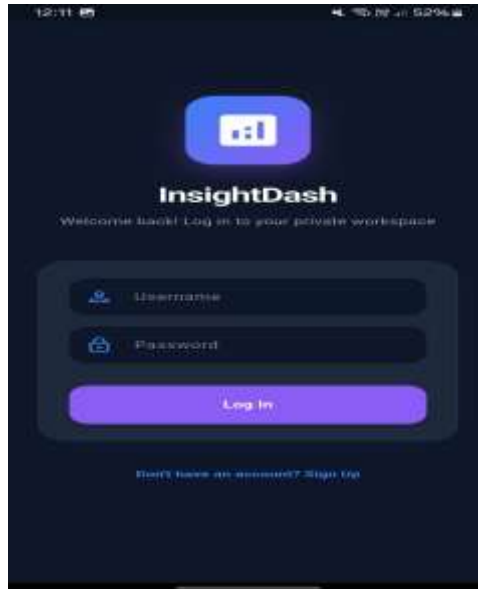 12:11
52%
InsightDash
Welcome back! Log in to your private workspace
Username
Password
Log In
Don't have an account? Sign Up